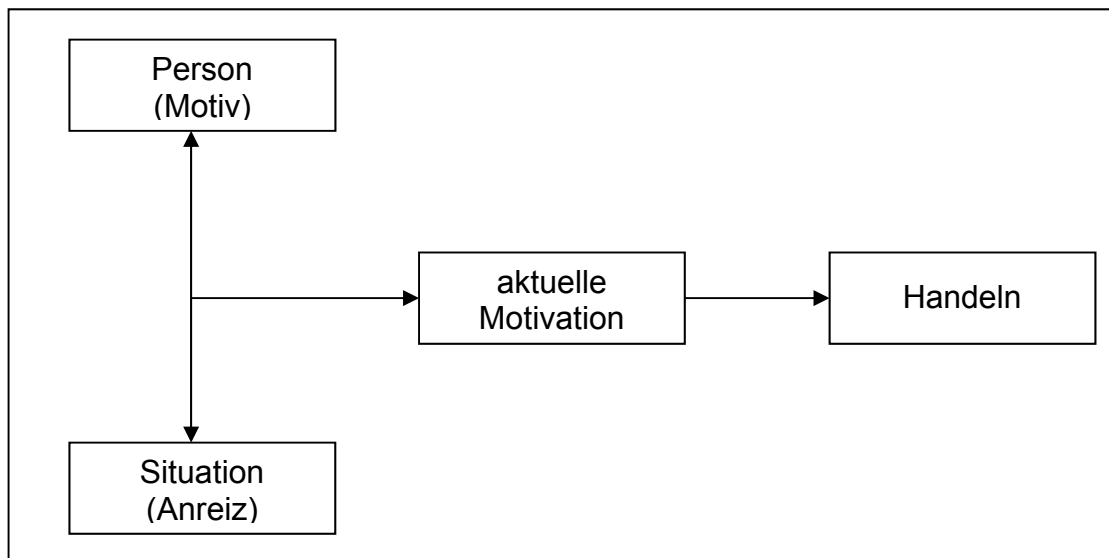 Person
(Motiv)
aktuelle
Motivation
Handeln
Situation
(Anreiz)